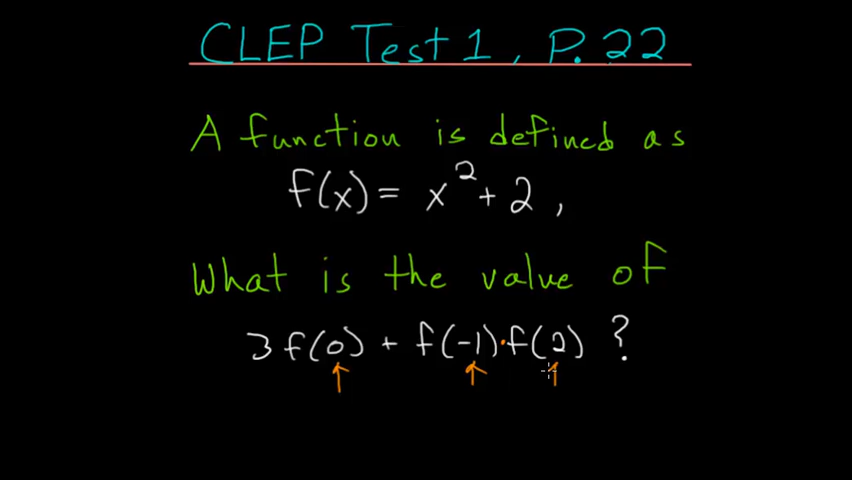 CLEP Test 1, P.22
A function is defined as
f(x) = x² + 2,
What is the value of
3f(0) + f(-1)·f(2) ?